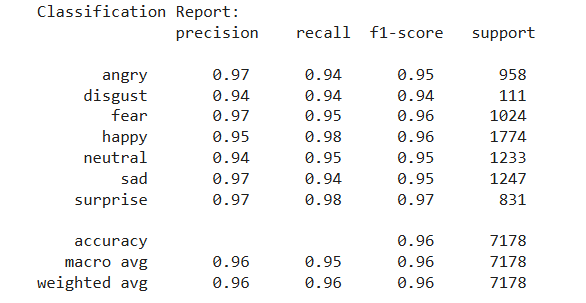 Classification Report:
precision recall f1-score support
angry 0.97 0.94 0.95 958
disgust 0.94 0.94 0.94 111
fear 0.97 0.95 0.96 1024
happy 0.95 0.98 0.96 1774
neutral 0.94 0.95 0.95 1233
sad 0.97 0.94 0.95 1247
surprise 0.97 0.98 0.97 831
accuracy 0.96 7178
macro avg 0.96 0.95 0.96 7178
weighted avg 0.96 0.96 0.96 7178